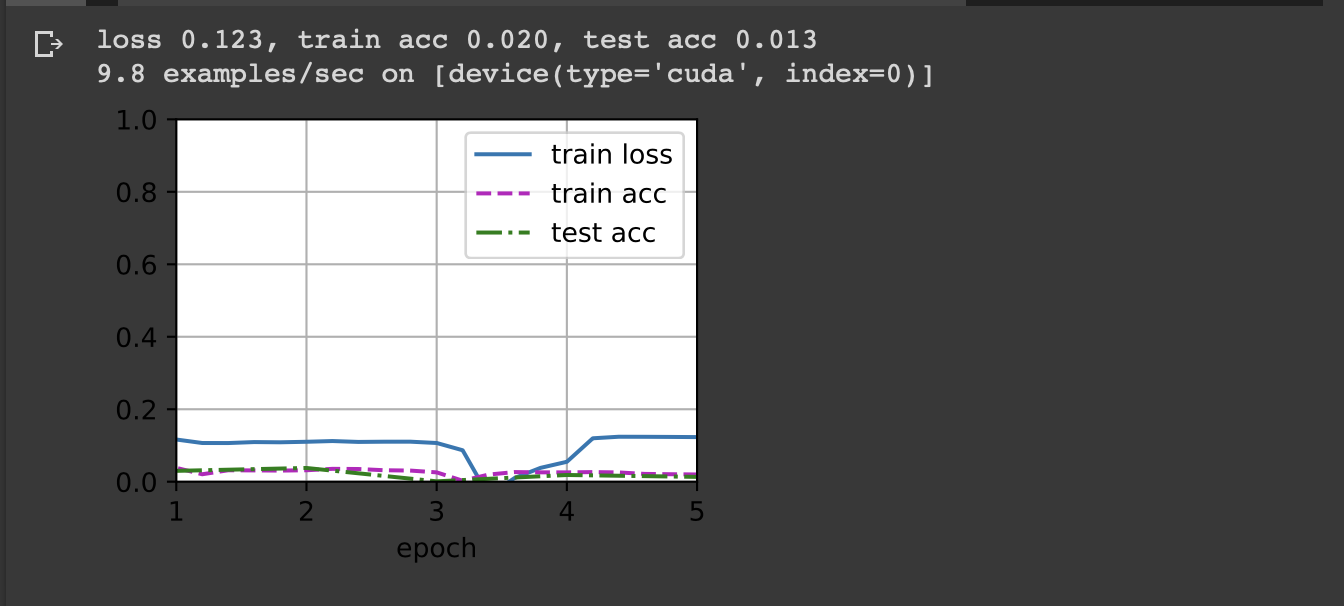 loss 0.123, train acc 0.020, test acc 0.013
9.8 examples/sec on [device(type='cuda', index=0)]
1.0
0.8
0.6
0.4
0.2
0.0
train loss
train acc
test acc
1 2 3 4 5
epoch